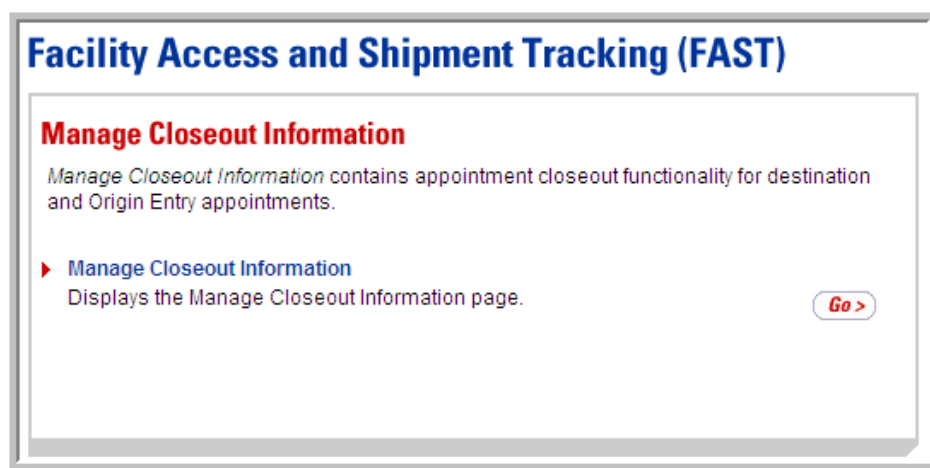 Facility Access and Shipment Tracking (FAST)
Manage Closeout Information
Manage Closeout Information contains appointment closeout functionality for destination
and Origin Entry appointments.
Manage Closeout Information
Displays the Manage Closeout Information page.
Go >